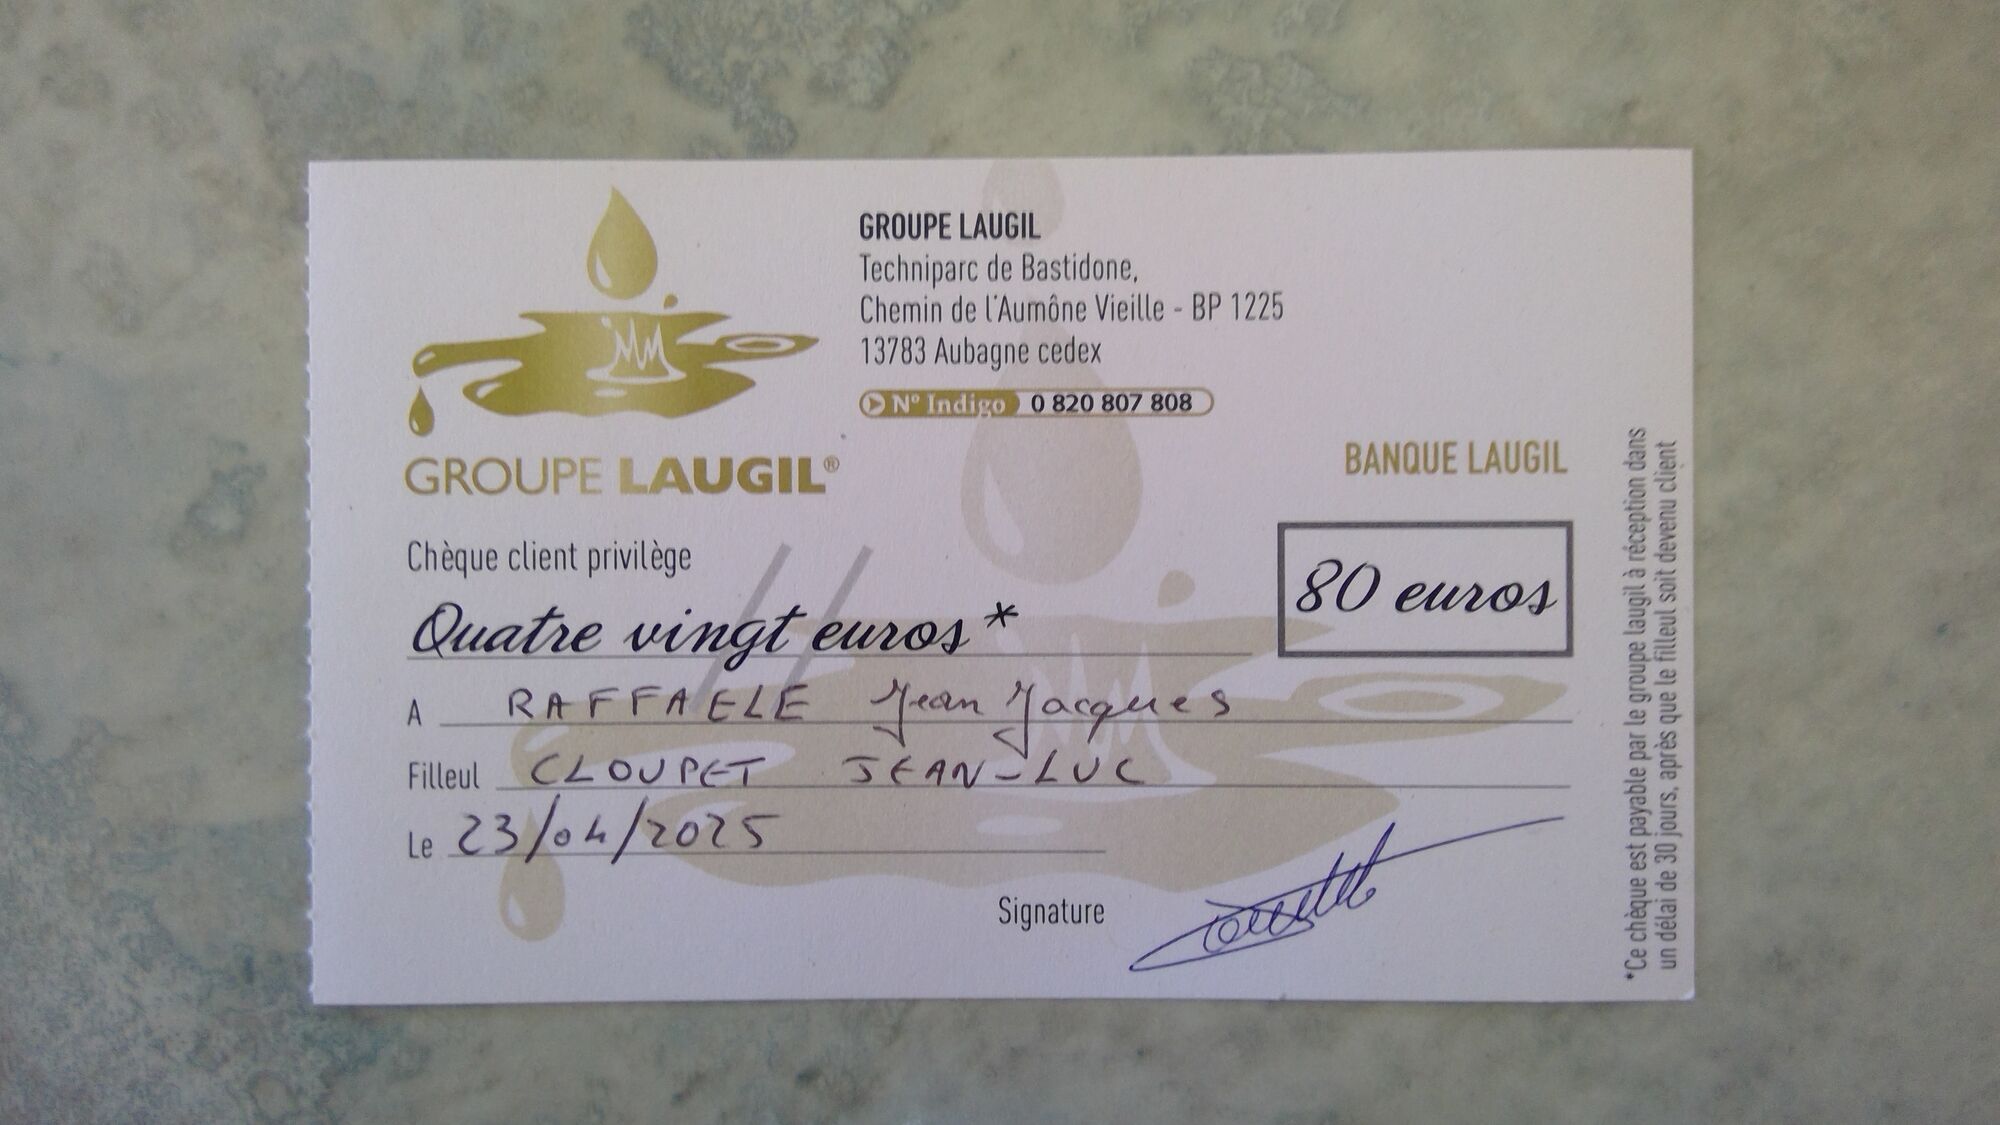 GROUPE LAUGIL
Techniparc de Bastidone,
Chemin de l'Aumône Vieille - BP 1225
13783 Aubagne cedex
N° Indigo 0 820 807 808
GROUPE LAUGIL®
BANQUE LAUGIL
Chèque client privilège
Quatre vingt euros*
80 euros
A RAFFAELE Jean Jacques
Filleul CLOUPET JEAN-LUC
Le 23/04/2025
Signature
*Ce chèque est payable par le groupe laugil à réception dans
un délai de 30 jours, après que le filleul soit devenu client